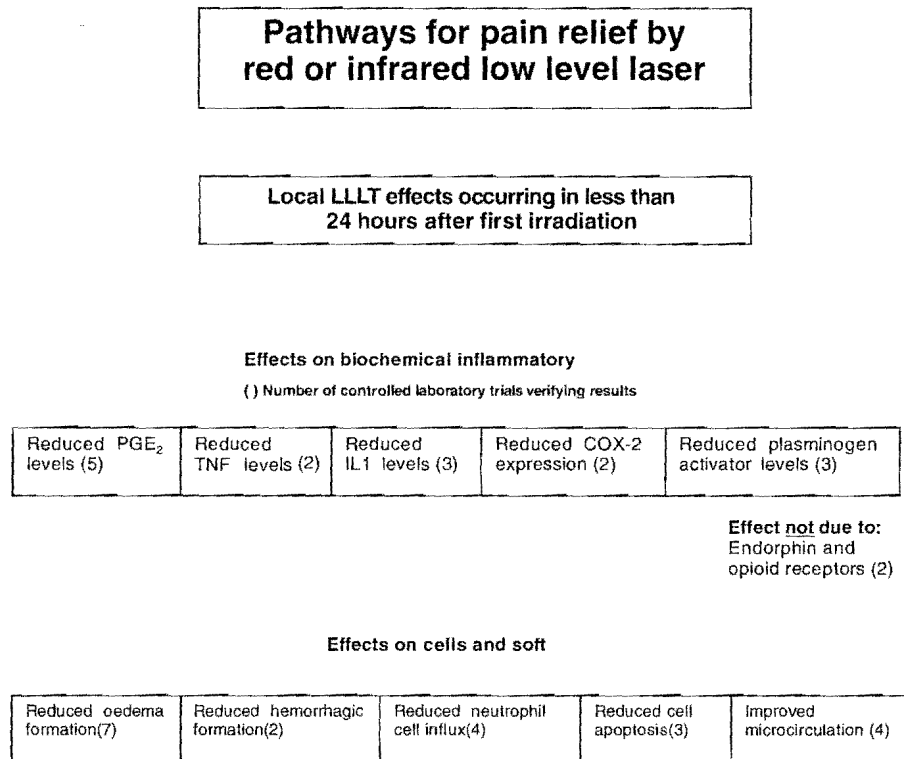 Pathways for pain relief by
red or infrared low level laser
Local LLLT effects occurring in less than
24 hours after first irradiation
Effects on biochemical inflammatory
( ) Number of controlled laboratory trials verifying results
Reduced PGE₂
levels (5)
Reduced
TNF levels (2)
Reduced
IL1 levels (3)
Reduced COX-2
expression (2)
Reduced plasminogen
activator levels (3)
Effect not due to:
Endorphin and
opioid receptors (2)
Effects on cells and soft
Reduced oedema
formation(7)
Reduced hemorrhagic
formation(2)
Reduced neutrophil
cell influx(4)
Reduced cell
apoptosis(3)
Improved
microcirculation (4)